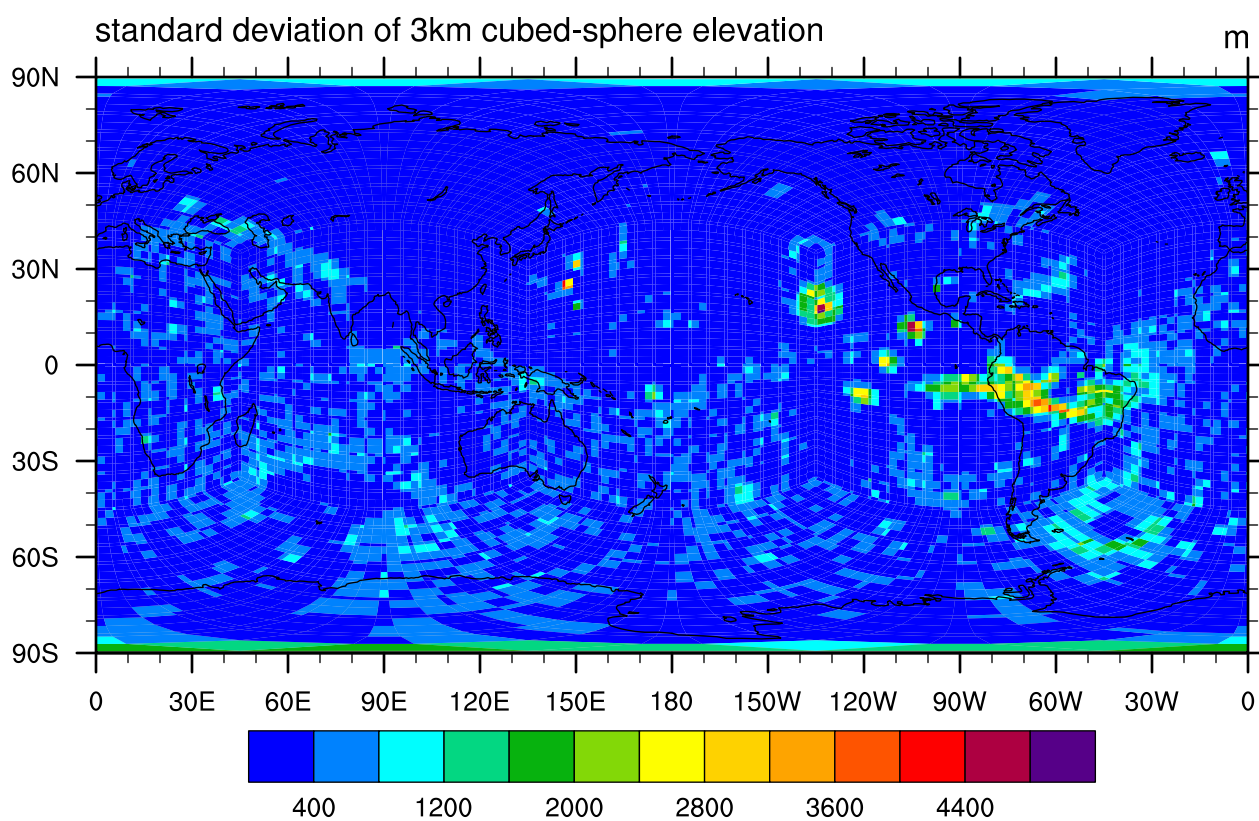 standard deviation of 3km cubed-sphere elevation
m
90N
60N
30N
0
30S
60S
90S
0 30E 60E 90E 120E 150E 180 150W 120W 90W 60W 30W 0
400 1200 2000 2800 3600 4400